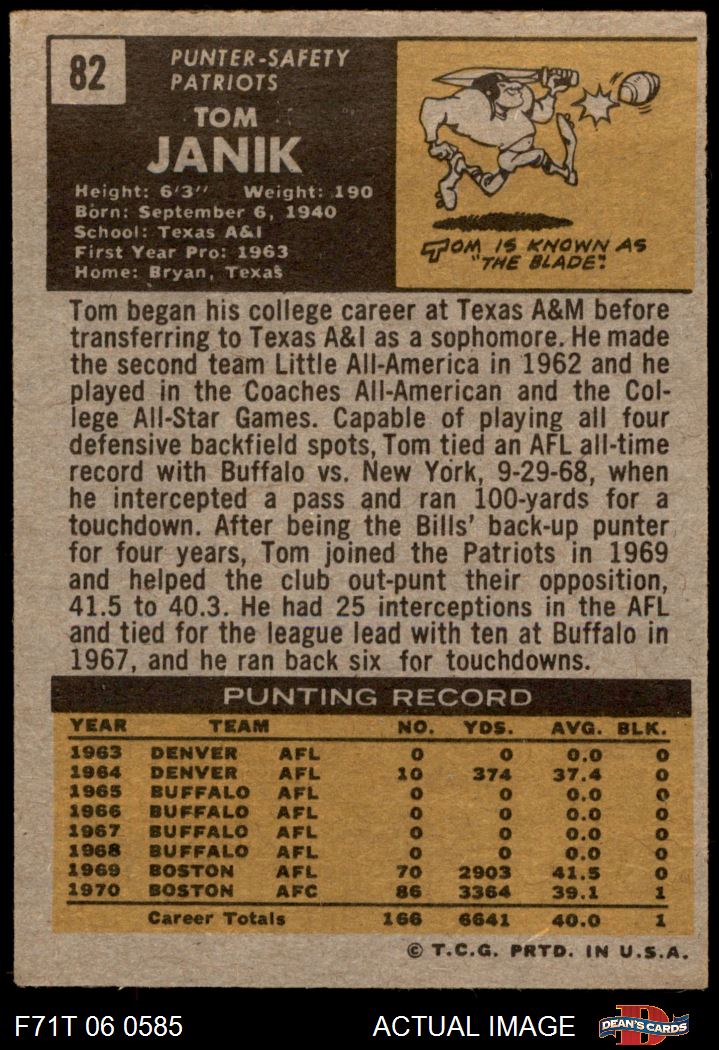 82
PUNTER-SAFETY
PATRIOTS
TOM
JANIK
Height: 6'3" Weight: 190
Born: September 6, 1940
School: Texas A&I
First Year Pro: 1963
Home: Bryan, Texas
TOM IS KNOWN AS
"THE BLADE".
Tom began his college career at Texas A&M before
transferring to Texas A&I as a sophomore. He made
the second team Little All-America in 1962 and he
played in the Coaches All-American and the Col-
lege All-Star Games. Capable of playing all four
defensive backfield spots, Tom tied an AFL all-time
record with Buffalo vs. New York, 9-29-68, when
he intercepted a pass and ran 100-yards for a
touchdown. After being the Bills' back-up punter
for four years, Tom joined the Patriots in 1969
and helped the club out-punt their opposition,
41.5 to 40.3. He had 25 interceptions in the AFL
and tied for the league lead with ten at Buffalo in
1967, and he ran back six for touchdowns.
PUNTING RECORD
YEAR TEAM NO. YDS. AVG. BLK.
1963 DENVER AFL 0 0 0.0 0
1964 DENVER AFL 10 374 37.4 0
1965 BUFFALO AFL 0 0 0.0 0
1966 BUFFALO AFL 0 0 0.0 0
1967 BUFFALO AFL 0 0 0.0 0
1968 BUFFALO AFL 0 0 0.0 0
1969 BOSTON AFL 70 2903 41.5 0
1970 BOSTON AFC 86 3364 39.1 1
Career Totals 166 6641 40.0 1
© T.C.G. PRTD. IN U.S.A.
F71T 06 0585 ACTUAL IMAGE D DEAN'S CARDS